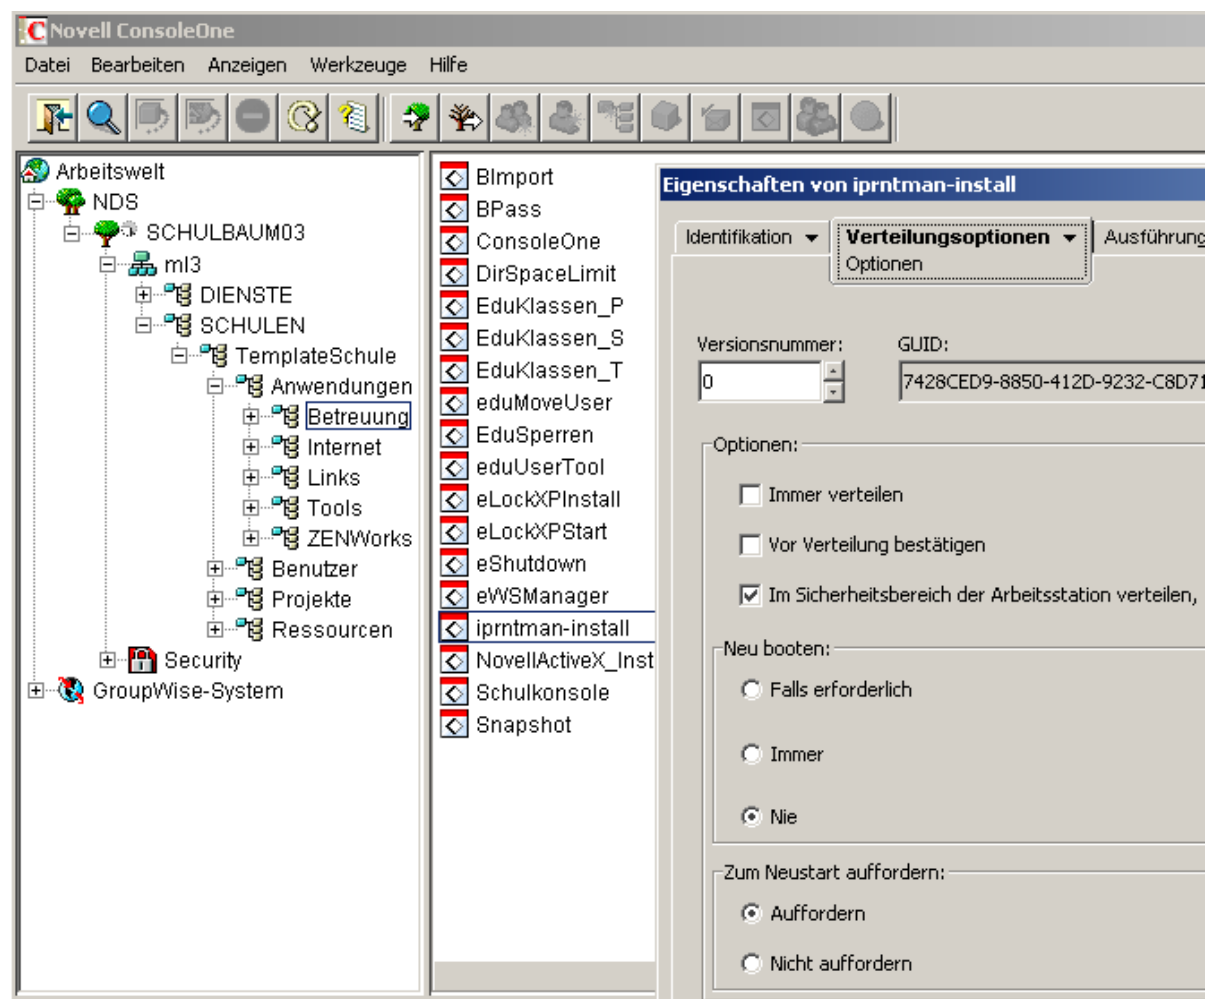 Novell ConsoleOne
Datei Bearbeiten Anzeigen Werkzeuge Hilfe
Arbeitswelt
NDS
SCHULBAUM03
ml3
DIENSTE
SCHULEN
TemplateSchule
Anwendungen
Betreuung
Internet
Links
Tools
ZENWorks
Benutzer
Projekte
Ressourcen
Security
GroupWise-System
BImport
BPass
ConsoleOne
DirSpaceLimit
EduKlassen_P
EduKlassen_S
EduKlassen_T
eduMoveUser
EduSperren
eduUserTool
eLockXPInstall
eLockXPStart
eShutdown
eWSManager
iprntman-install
NovellActiveX_Inst
Schulkonsole
Snapshot
Eigenschaften von iprntman-install
Identifikation Verteilungsoptionen Ausführung
Optionen
Versionsnummer: GUID:
0 7428CED9-8850-412D-9232-C8D71
Optionen:
Immer verteilen
Vor Verteilung bestätigen
Im Sicherheitsbereich der Arbeitsstation verteilen,
Neu booten:
Falls erforderlich
Immer
Nie
Zum Neustart auffordern:
Auffordern
Nicht auffordern